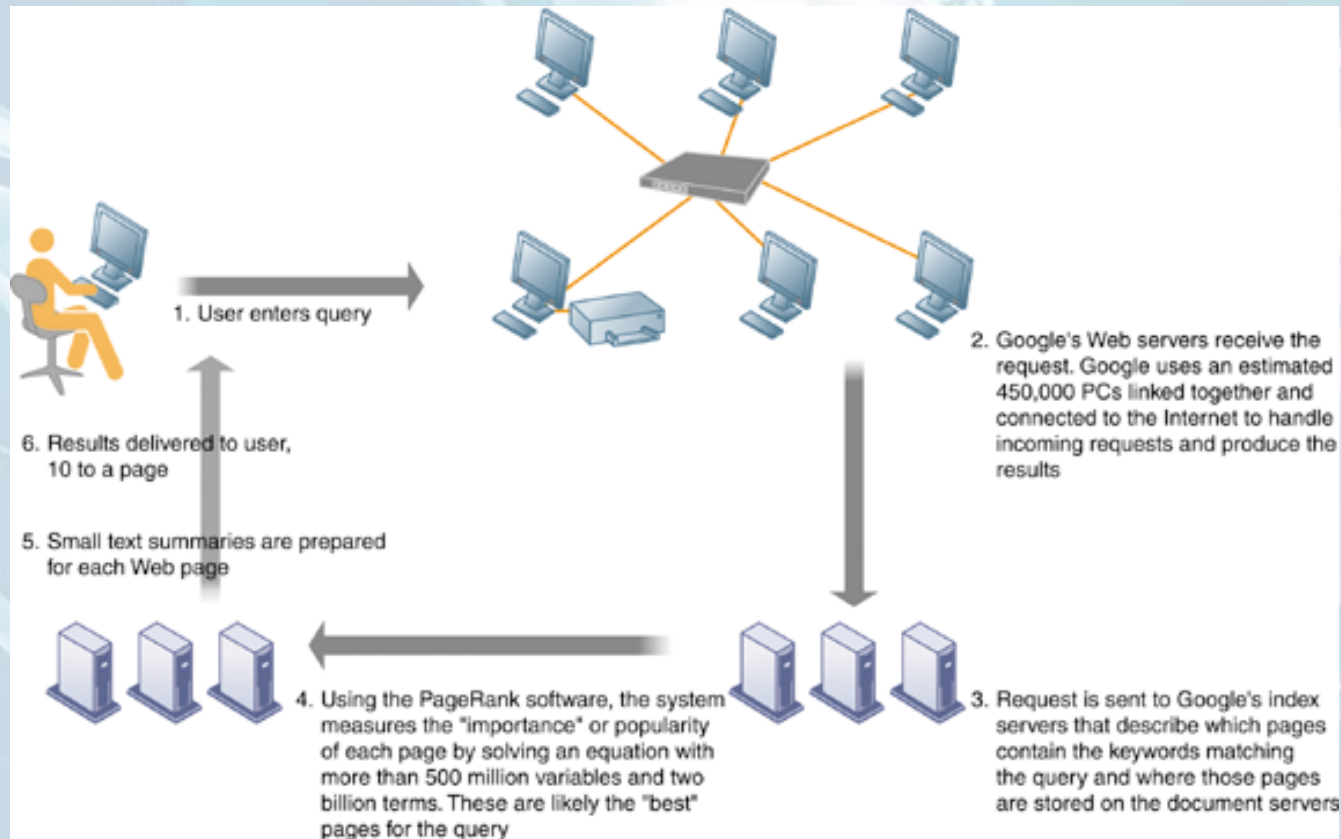 1. User enters query
2. Google's Web servers receive the
request. Google uses an estimated
450,000 PCs linked together and
connected to the Internet to handle
incoming requests and produce the
results
3. Request is sent to Google's index
servers that describe which pages
contain the keywords matching
the query and where those pages
are stored on the document servers
4. Using the PageRank software, the system
measures the "importance" or popularity
of each page by solving an equation with
more than 500 million variables and two
billion terms. These are likely the "best"
pages for the query
5. Small text summaries are prepared
for each Web page
6. Results delivered to user,
10 to a page